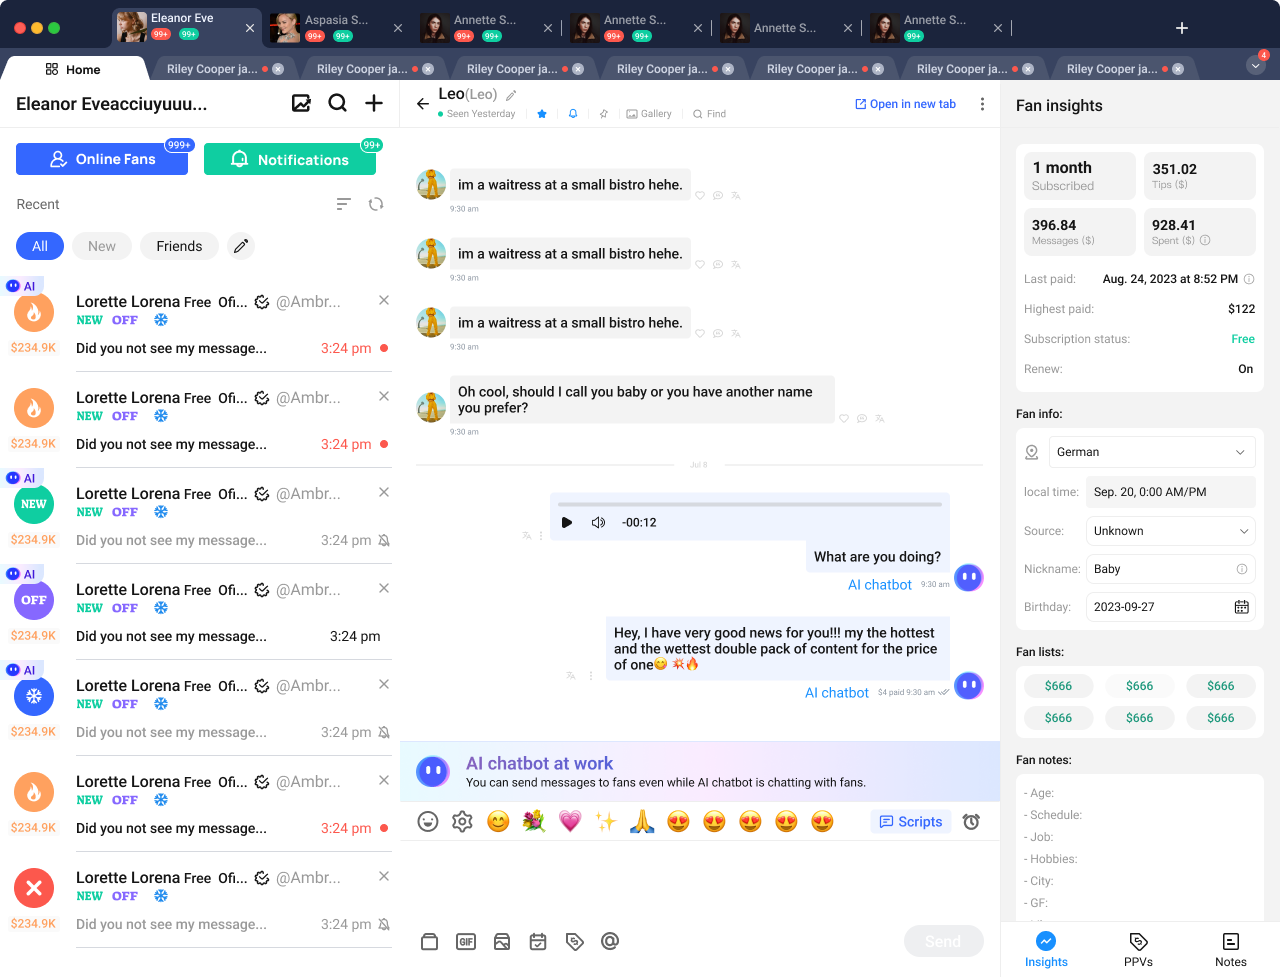 Eleanor Eve
99+ 99+
Aspasia S...
99+ 99+
Annette S...
99+ 99+
Annette S...
99+ 99+
Annette S...
Annette S...
99+
Home
Riley Cooper ja...
Riley Cooper ja...
Riley Cooper ja...
Riley Cooper ja...
Riley Cooper ja...
Riley Cooper ja...
Riley Cooper ja...
4
Eleanor Eveacciuyuuu...
Online Fans
999+
Notifications
99+
Recent
All
New
Friends
AI
Lorette Lorena Free Ofi... @Ambr...
NEW OFF
$234.9K
Did you not see my message... 3:24 pm
Lorette Lorena Free Ofi... @Ambr...
NEW OFF
$234.9K
Did you not see my message... 3:24 pm
AI
NEW
Lorette Lorena Free Ofi... @Ambr...
NEW OFF
$234.9K
Did you not see my message... 3:24 pm
AI
OFF
Lorette Lorena Free Ofi... @Ambr...
NEW OFF
$234.9K
Did you not see my message... 3:24 pm
AI
Lorette Lorena Free Ofi... @Ambr...
NEW OFF
$234.9K
Did you not see my message... 3:24 pm
Lorette Lorena Free Ofi... @Ambr...
NEW OFF
$234.9K
Did you not see my message... 3:24 pm
Lorette Lorena Free Ofi... @Ambr...
NEW OFF
$234.9K
Did you not see my message... 3:24 pm
Leo(Leo)
Seen Yesterday
Gallery
Find
Open in new tab
im a waitress at a small bistro hehe.
9:30 am
im a waitress at a small bistro hehe.
9:30 am
im a waitress at a small bistro hehe.
9:30 am
Oh cool, should I call you baby or you have another name
you prefer?
9:30 am
Jul 8
-00:12
What are you doing?
AI chatbot 9:30 am
Hey, I have very good news for you!!! my the hottest
and the wettest double pack of content for the price
of one😋 💥🔥
AI chatbot $4 paid 9:30 am
AI chatbot at work
You can send messages to fans even while AI chatbot is chatting with fans.
Scripts
GIF
Send
Fan insights
1 month
Subscribed
351.02
Tips ($)
396.84
Messages ($)
928.41
Spent ($)
Last paid: Aug. 24, 2023 at 8:52 PM
Highest paid: $122
Subscription status: Free
Renew: On
Fan info:
German
local time: Sep. 20, 0:00 AM/PM
Source: Unknown
Nickname: Baby
Birthday: 2023-09-27
Fan lists:
$666 $666 $666
$666 $666 $666
Fan notes:
- Age:
- Schedule:
- Job:
- Hobbies:
- City:
- GF:
Insights
PPVs
Notes